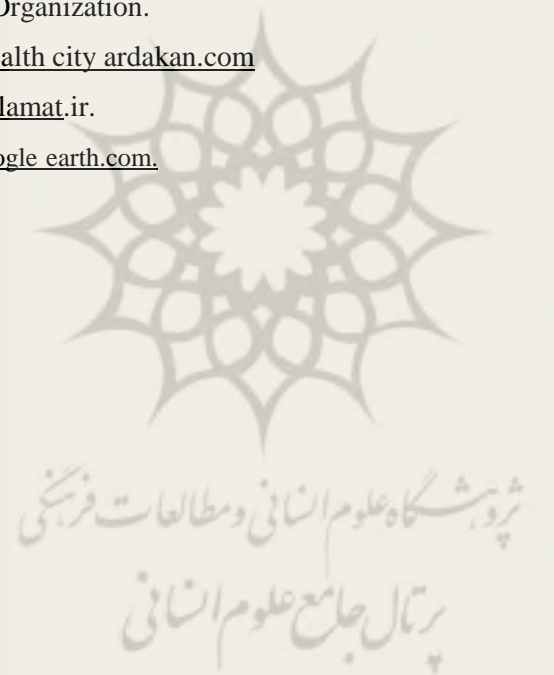 Organization.
alth city ardakan.com
lamat.ir.
ogle earth.com.
پژوهشگاه علوم انسانی و مطالعات فرهنگی
پرتال جامع علوم انسانی